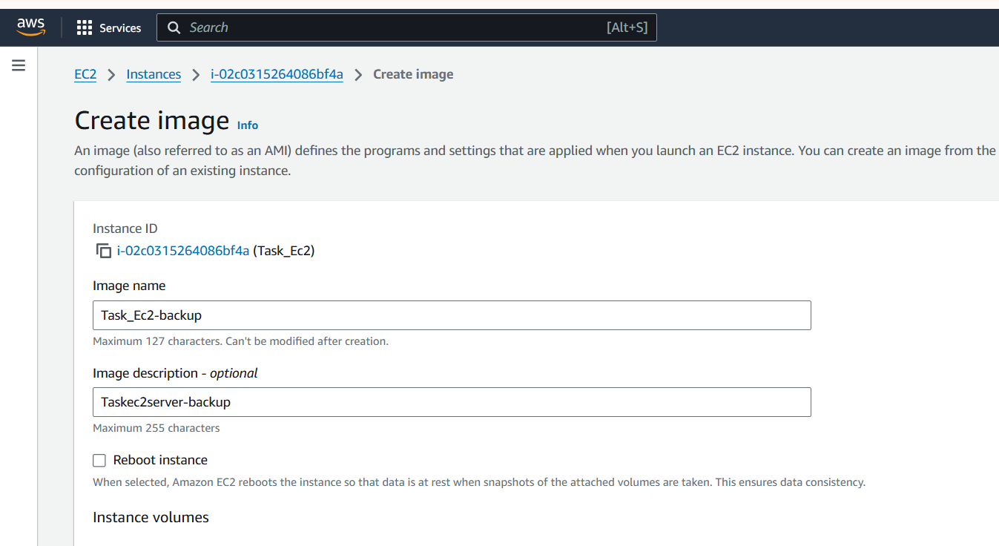 aws Services Search [Alt+S]
EC2 Instances i-02c0315264086bf4a Create image
Create image Info
An image (also referred to as an AMI) defines the programs and settings that are applied when you launch an EC2 instance. You can create an image from the
configuration of an existing instance.
Instance ID
i-02c0315264086bf4a (Task_Ec2)
Image name
Task_Ec2-backup
Maximum 127 characters. Can't be modified after creation.
Image description - optional
Taskec2server-backup
Maximum 255 characters
Reboot instance
When selected, Amazon EC2 reboots the instance so that data is at rest when snapshots of the attached volumes are taken. This ensures data consistency.
Instance volumes